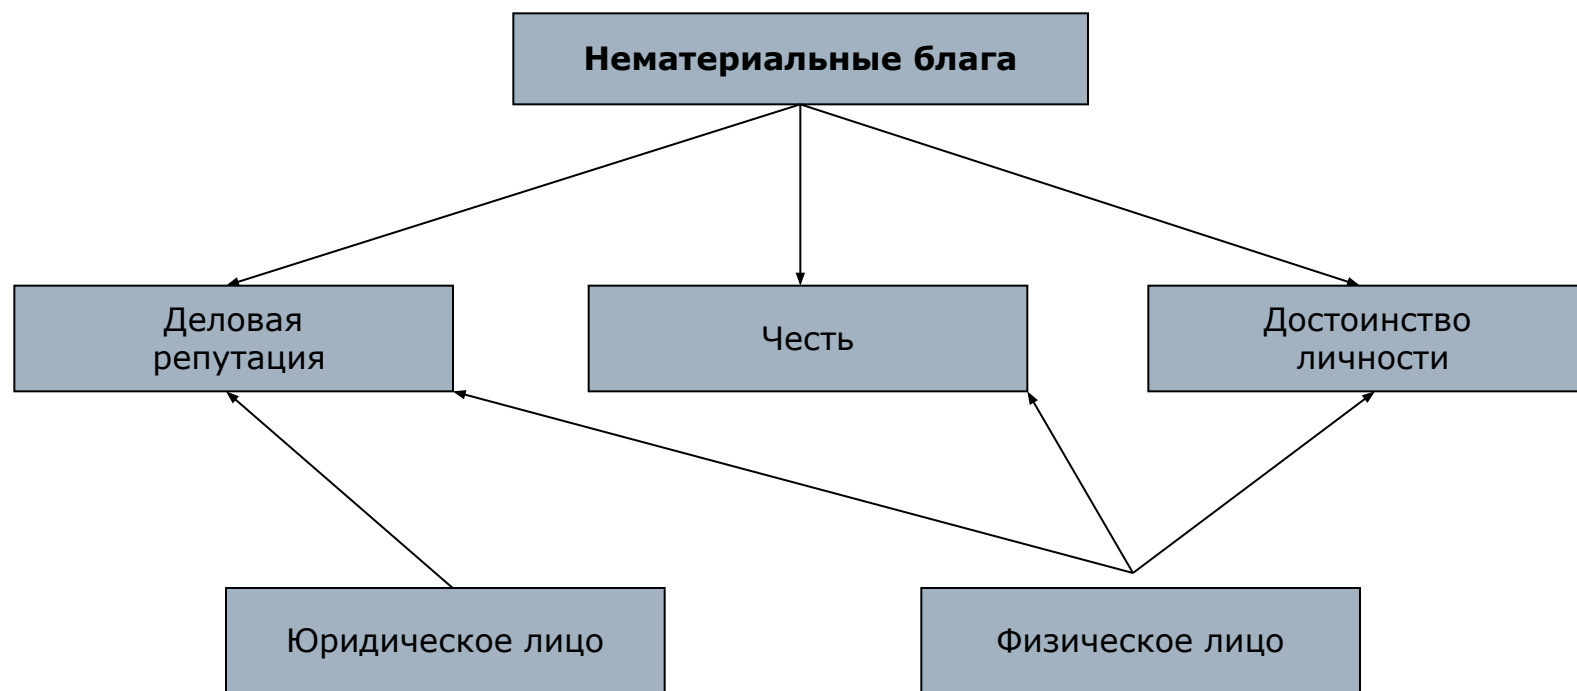 Нематериальные блага
Деловая
репутация
Честь
Достоинство
личности
Юридическое лицо
Физическое лицо